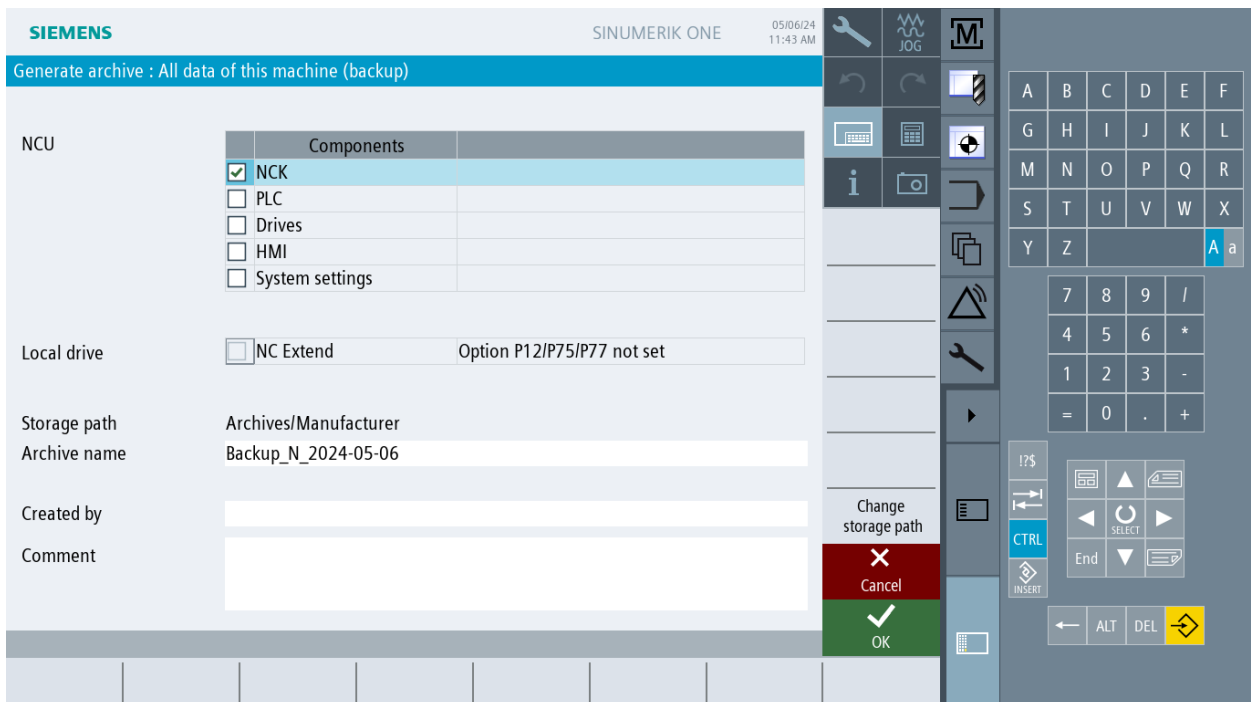 SIEMENS
SINUMERIK ONE
05/06/24
11:43 AM
JOG
M
Generate archive : All data of this machine (backup)
NCU
Components
NCK
PLC
Drives
HMI
System settings
Local drive
NC Extend
Option P12/P75/P77 not set
Storage path
Archives/Manufacturer
Archive name
Backup_N_2024-05-06
Created by
Comment
i
Change
storage path
Cancel
OK
A B C D E F
G H I J K L
M N O P Q R
S T U V W X
Y Z A a
7 8 9 /
4 5 6 *
1 2 3 -
= 0 . +
!?$
SELECT
CTRL
End
INSERT
ALT DEL